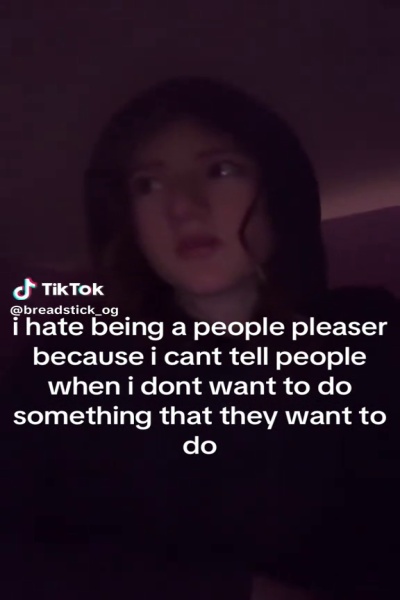 TikTok
@breadstick_og
i hate being a people pleaser
because i cant tell people
when i dont want to do
something that they want to
do